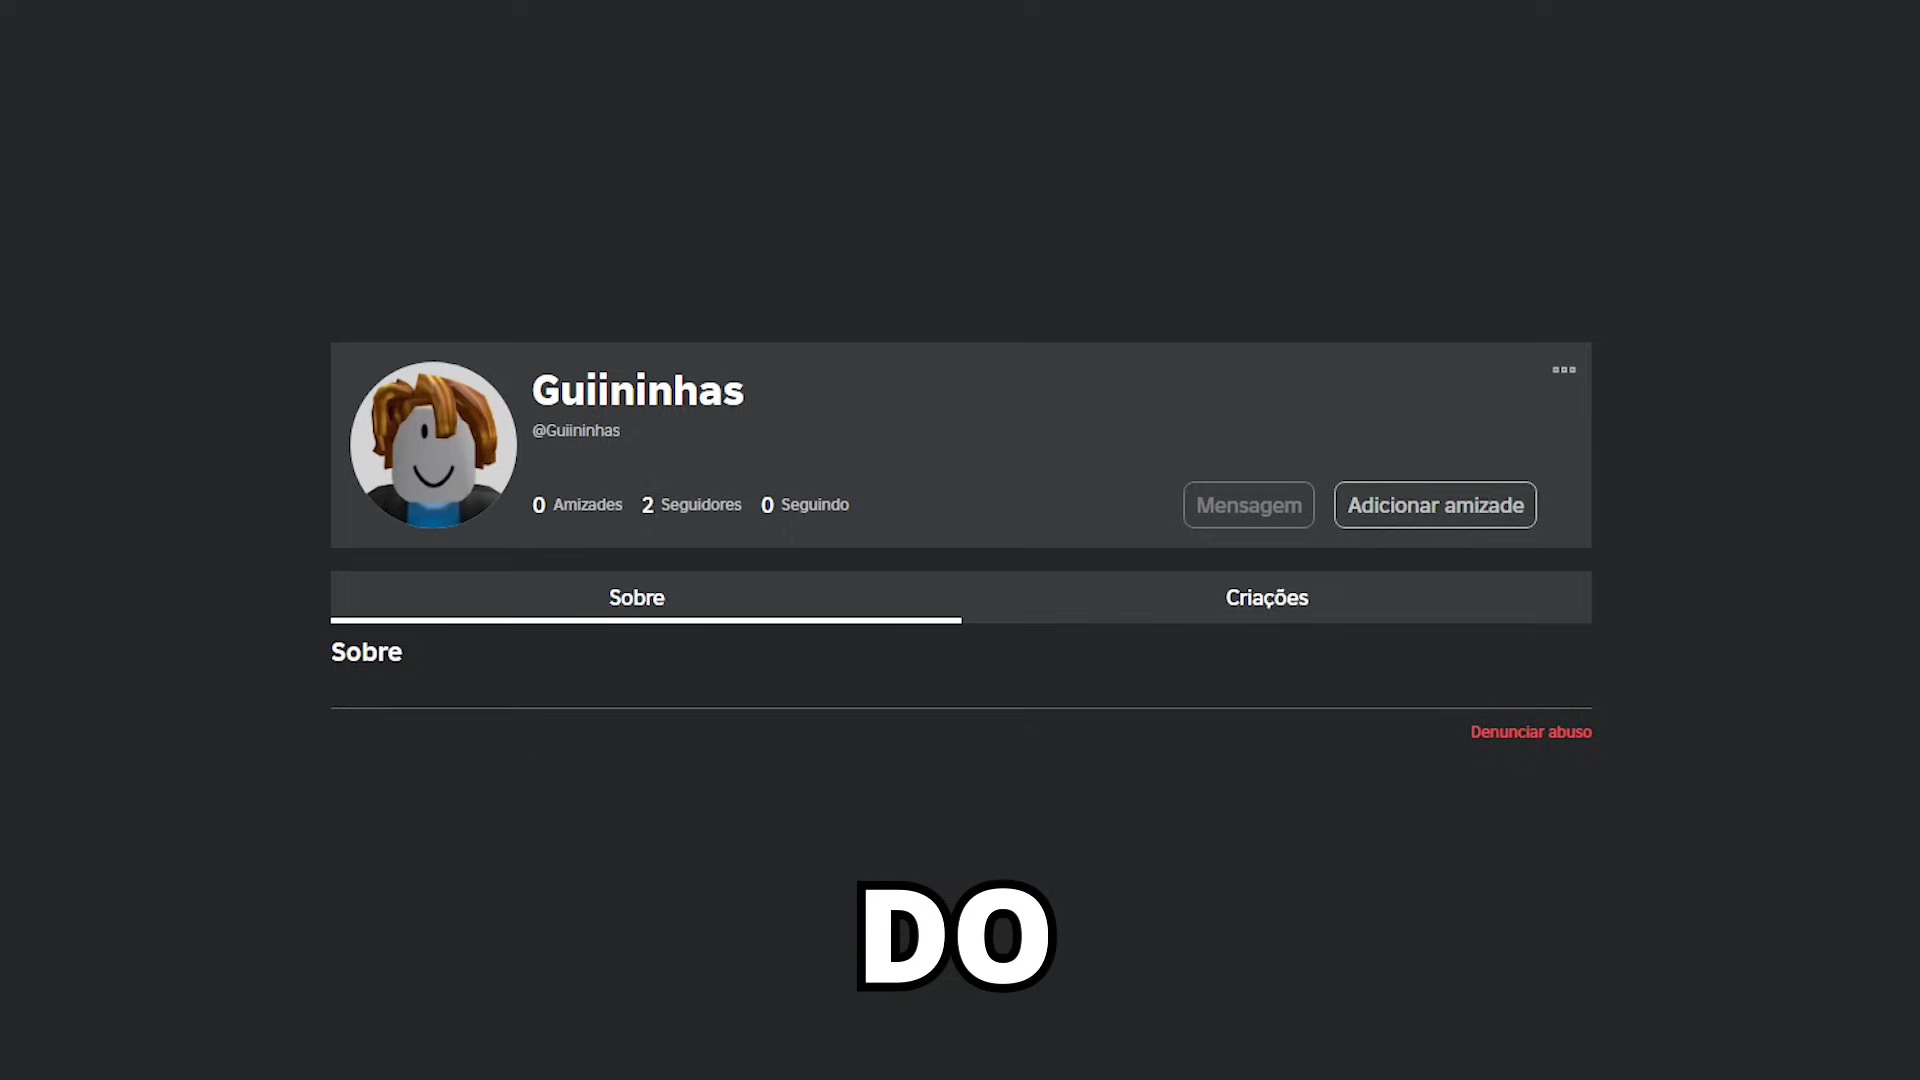 Guiininhas
@Guiininhas
0 Amizades 2 Seguidores 0 Seguindo
Mensagem Adicionar amizade
Sobre Criações
Sobre
Denunciar abuso
DO